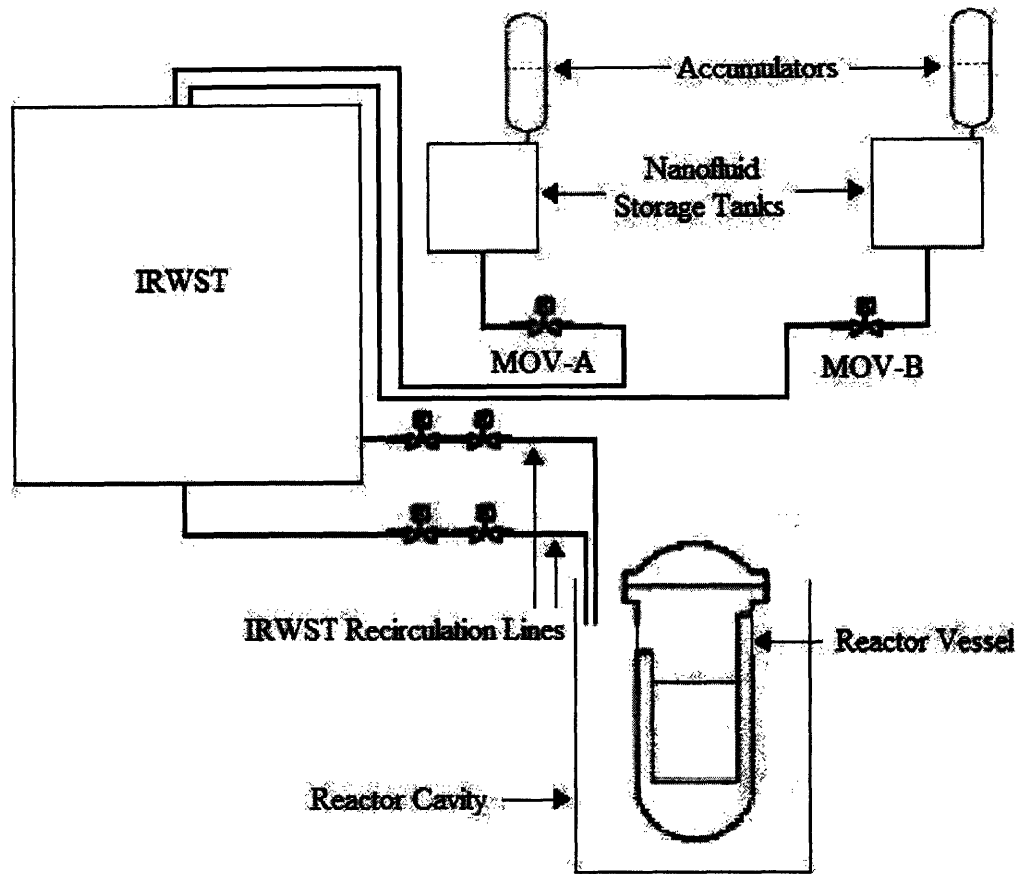 Accumulators
Nanofluid
Storage Tanks
IRWST
MOV-A
MOV-B
IRWST Recirculation Lines
Reactor Vessel
Reactor Cavity